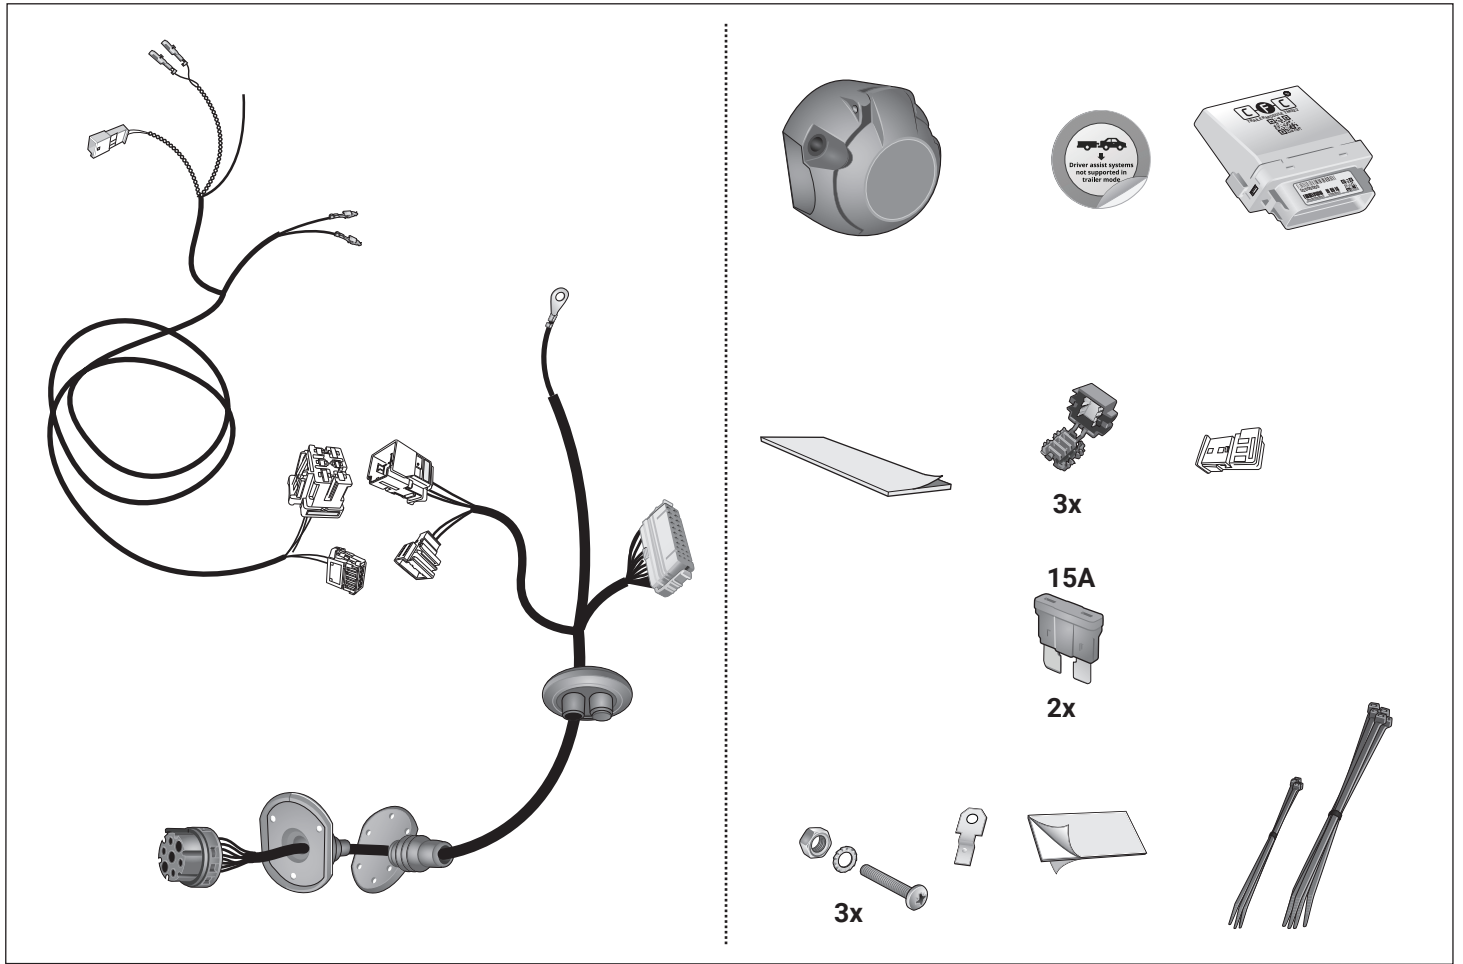 C F C
Driver assist systems
not supported in
trailer mode
3x
15A
2x
3x